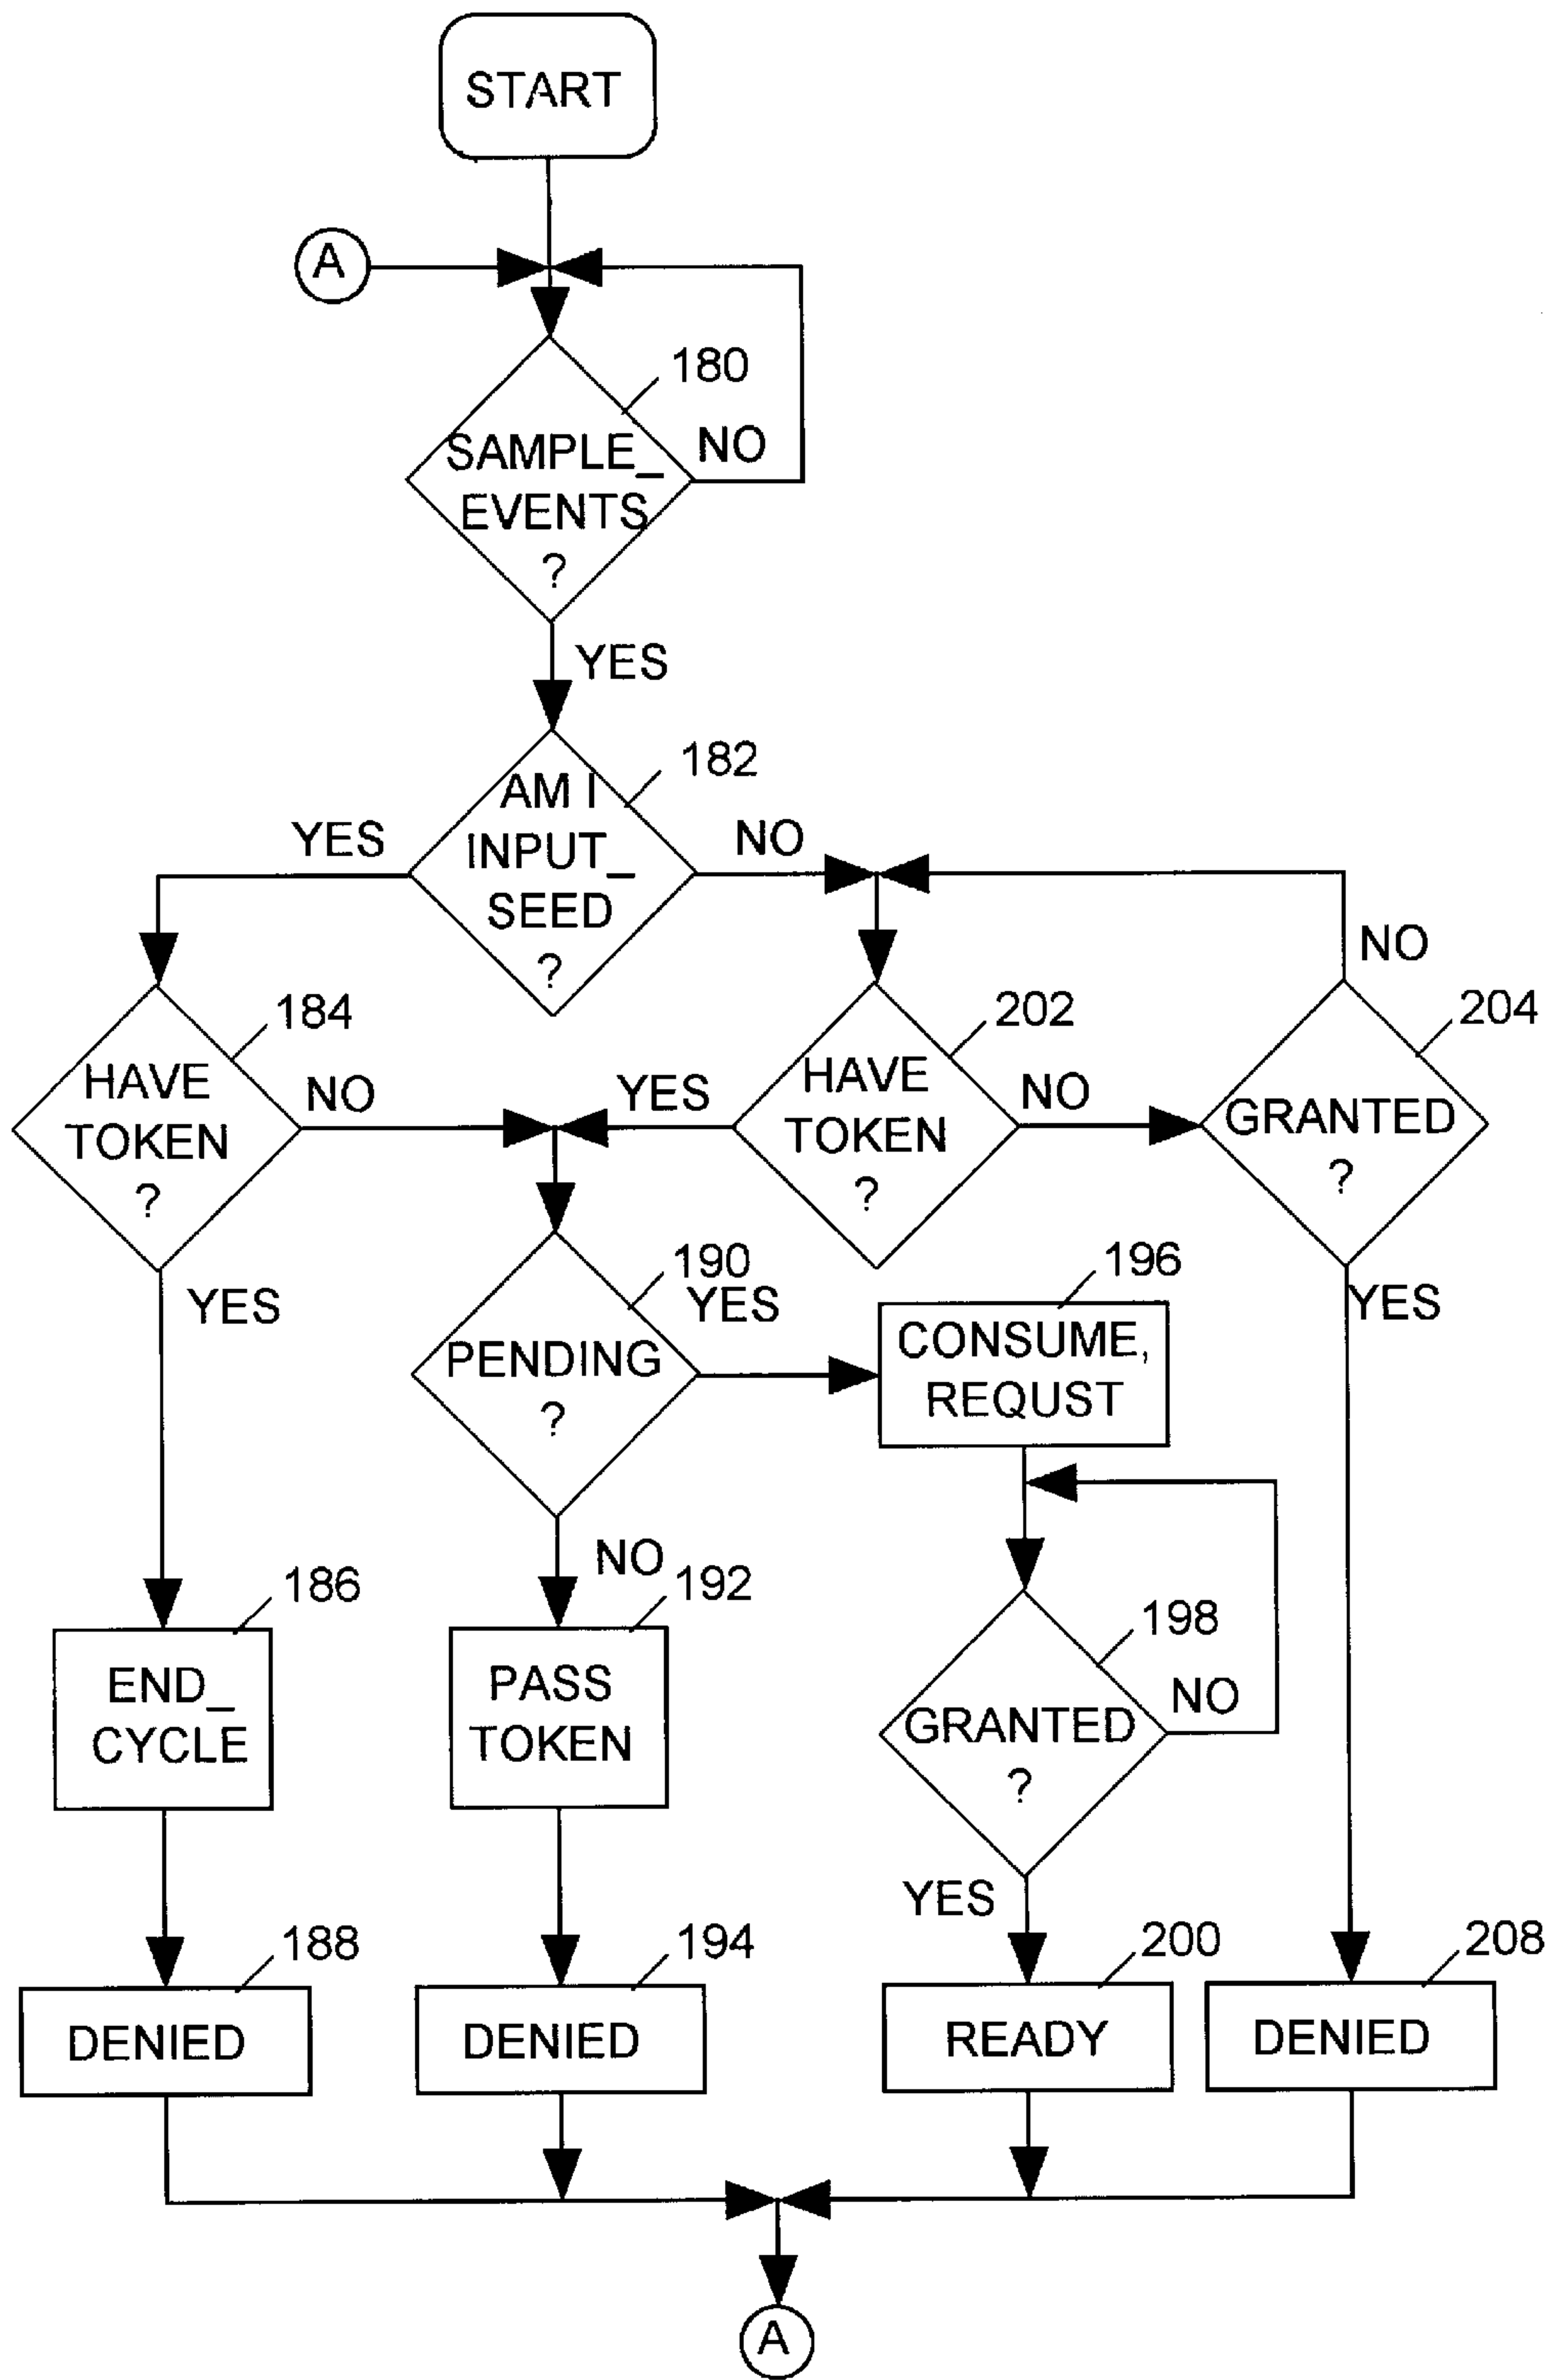 START
A
180
SAMPLE_
EVENTS
?
NO
YES
182
AM I
INPUT_
SEED
?
YES
NO
NO
184
HAVE
TOKEN
?
NO
YES
202
HAVE
TOKEN
?
YES
NO
204
GRANTED
?
YES
190
PENDING
?
YES
NO
196
CONSUME,
REQUST
186
END_
CYCLE
192
PASS
TOKEN
198
GRANTED
?
NO
YES
188
DENIED
194
DENIED
200
READY
208
DENIED
A